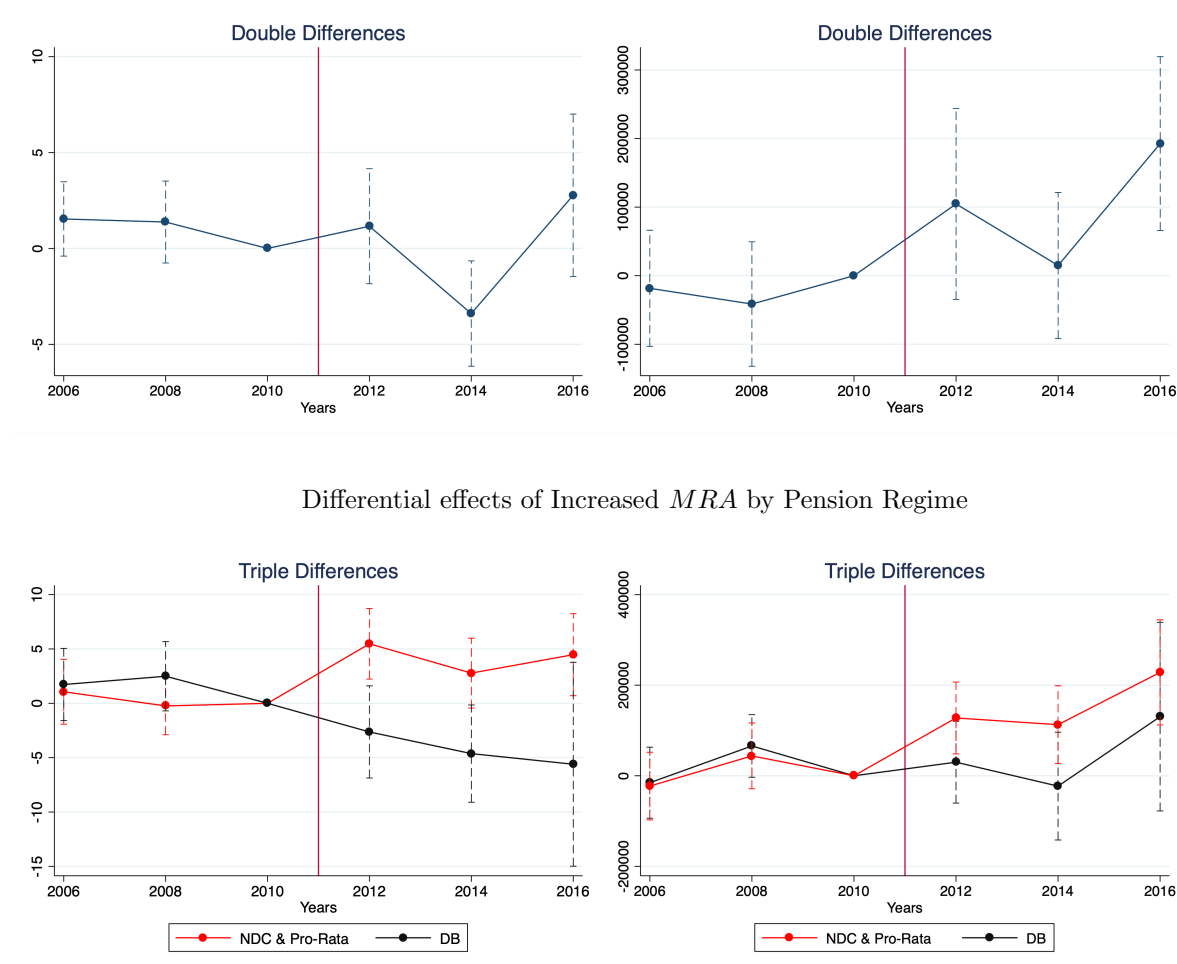 Double Differences
10
5
0
-5
2006 2008 2010 2012 2014 2016
Years
Double Differences
300000
200000
100000
0
-100000
2006 2008 2010 2012 2014 2016
Years
Differential effects of Increased MRA by Pension Regime
Triple Differences
10
5
0
-5
-10
-15
2006 2008 2010 2012 2014 2016
Years
NDC & Pro-Rata DB
Triple Differences
400000
200000
0
-200000
2006 2008 2010 2012 2014 2016
Years
NDC & Pro-Rata DB